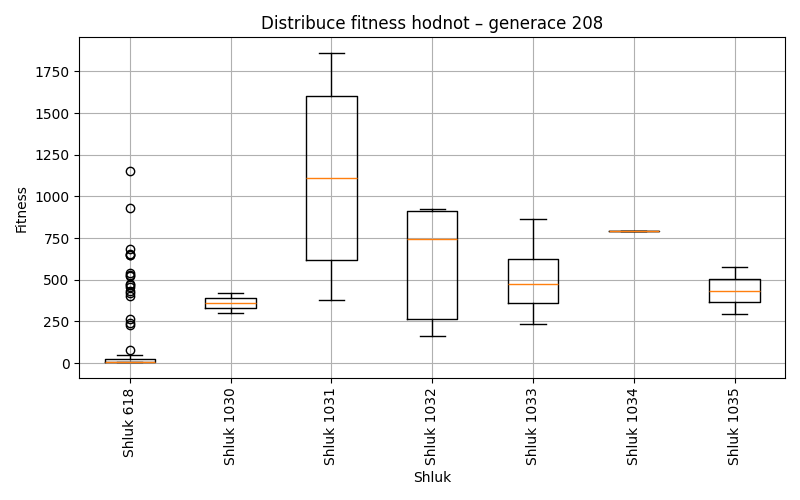 Distribuce fitness hodnot – generace 208
Fitness
1750
1500
1250
1000
750
500
250
0
Shluk 618
Shluk 1030
Shluk 1031
Shluk 1032
Shluk 1033
Shluk 1034
Shluk 1035
Shluk